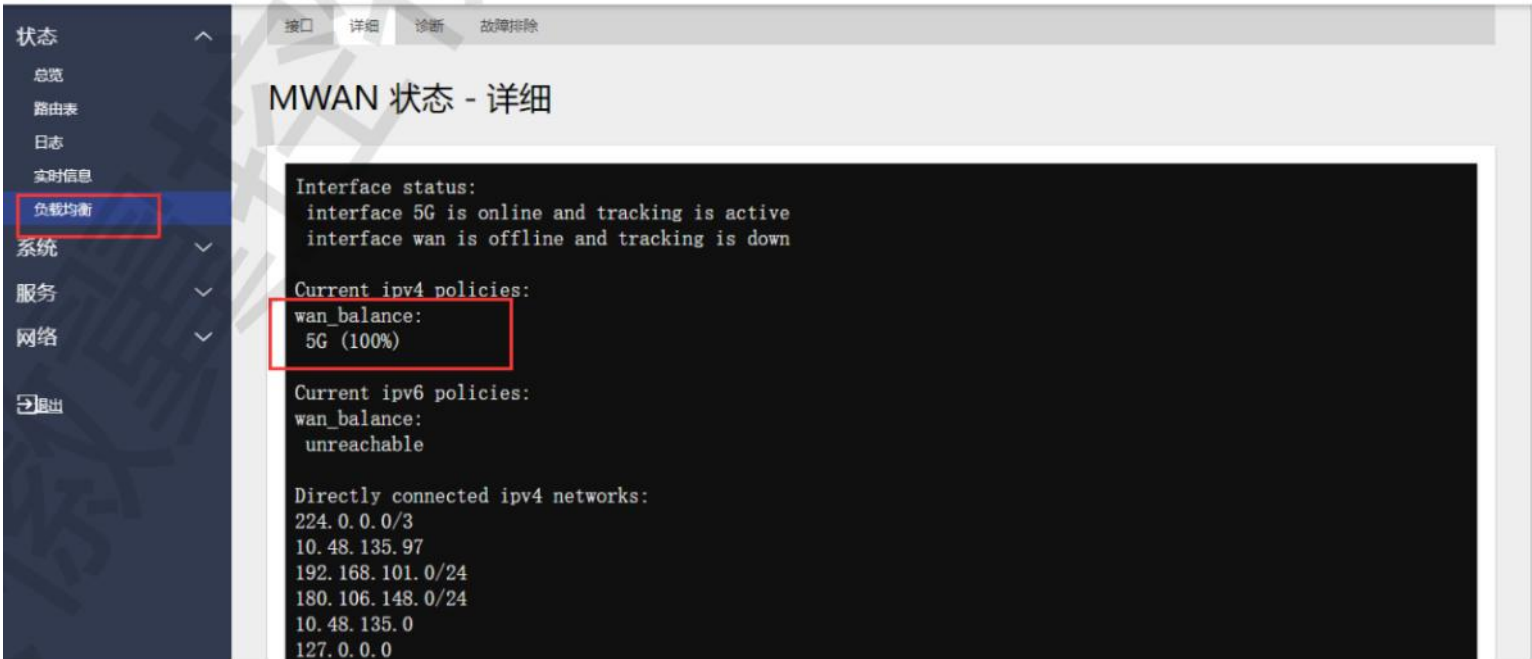 状态
总览
路由表
日志
实时信息
负载均衡
系统
服务
网络
退出
接口 详细 诊断 故障排除
MWAN 状态 - 详细
Interface status:
interface 5G is online and tracking is active
interface wan is offline and tracking is down
Current ipv4 policies:
wan_balance:
5G (100%)
Current ipv6 policies:
wan_balance:
unreachable
Directly connected ipv4 networks:
224.0.0.0/3
10.48.135.97
192.168.101.0/24
180.106.148.0/24
10.48.135.0
127.0.0.0